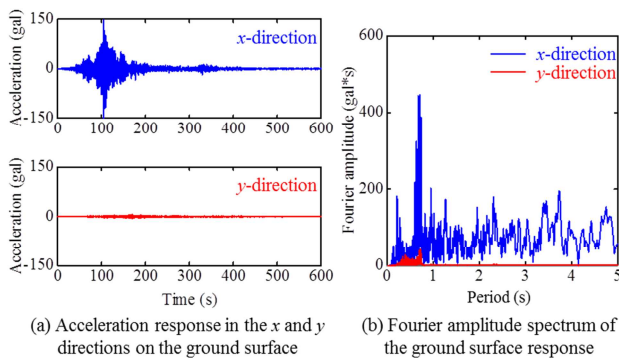 150
x-direction
0
-150
Acceleration (gal)
0 100 200 300 400 500 600
150
y-direction
0
-150
Acceleration (gal)
0 100 200 300 400 500 600
Time (s)
(a) Acceleration response in the x and y
directions on the ground surface
600
x-direction
y-direction
400
200
0
Fourier amplitude (gal*s)
0 1 2 3 4 5
Period (s)
(b) Fourier amplitude spectrum of
the ground surface response